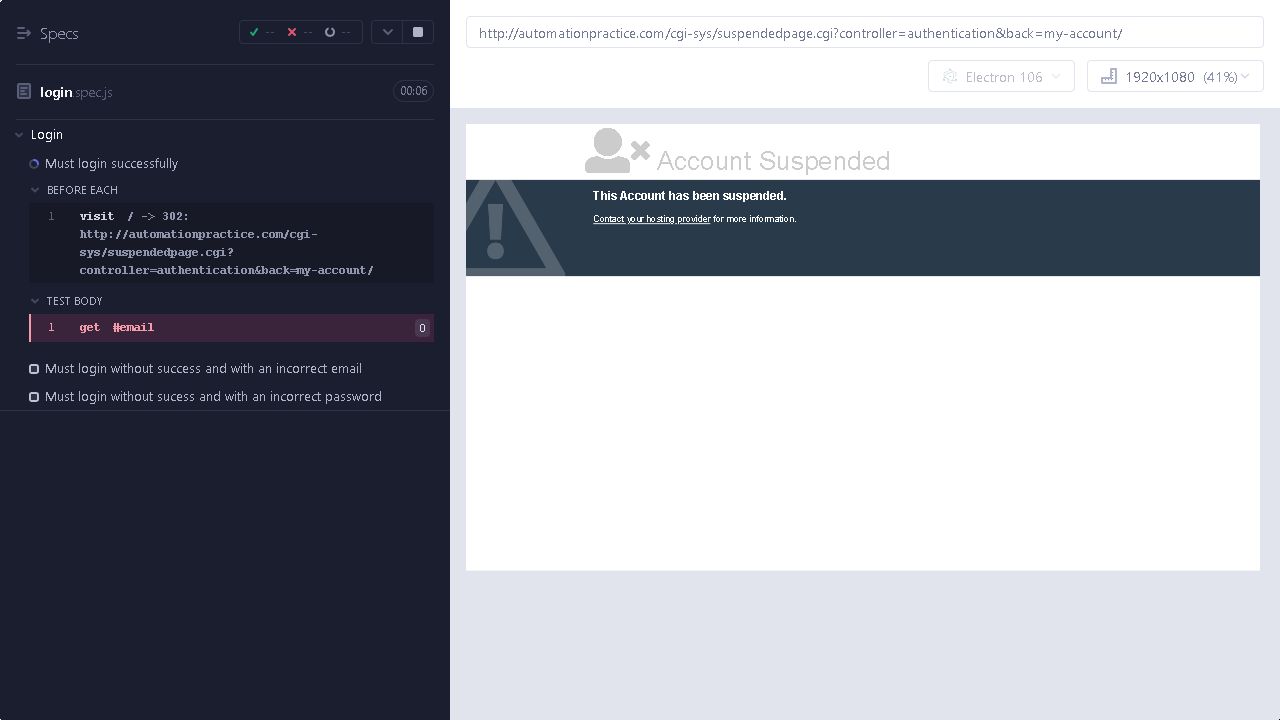 Specs
-- -- --
login.spec.js
00:06
Login
Must login successfully
BEFORE EACH
1 visit / -> 302:
http://automationpractice.com/cgi-
sys/suspendedpage.cgi?
controller=authentication&back=my-account/
TEST BODY
1 get #email 0
Must login without success and with an incorrect email
Must login without sucess and with an incorrect password
http://automationpractice.com/cgi-sys/suspendedpage.cgi?controller=authentication&back=my-account/
Electron 106
1920x1080 (41%)
Account Suspended
This Account has been suspended.
Contact your hosting provider for more information.